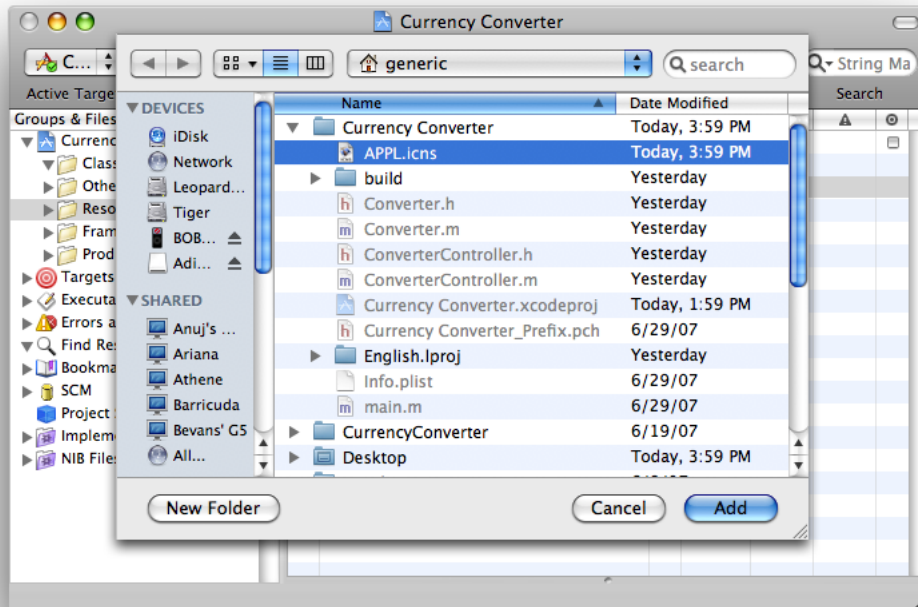 Currency Converter
C...
generic
search
String Ma
Active Targe
Search
DEVICES
iDisk
Network
Leopard...
Tiger
BOB...
Adi...
SHARED
Anuj's ...
Ariana
Athene
Barricuda
Bevans' G5
All...
Name Date Modified
Currency Converter Today, 3:59 PM
APPL.icns Today, 3:59 PM
build Yesterday
Converter.h Yesterday
Converter.m Yesterday
ConverterController.h Yesterday
ConverterController.m Yesterday
Currency Converter.xcodeproj Today, 1:59 PM
Currency Converter_Prefix.pch 6/29/07
English.lproj Yesterday
Info.plist 6/29/07
main.m 6/29/07
CurrencyConverter 6/19/07
Desktop Today, 3:59 PM
Groups & Files
Currenc
Clas
Othe
Reso
Fram
Prod
Targets
Executa
Errors a
Find Re
Bookma
SCM
Project
Implem
NIB File
New Folder
Cancel
Add